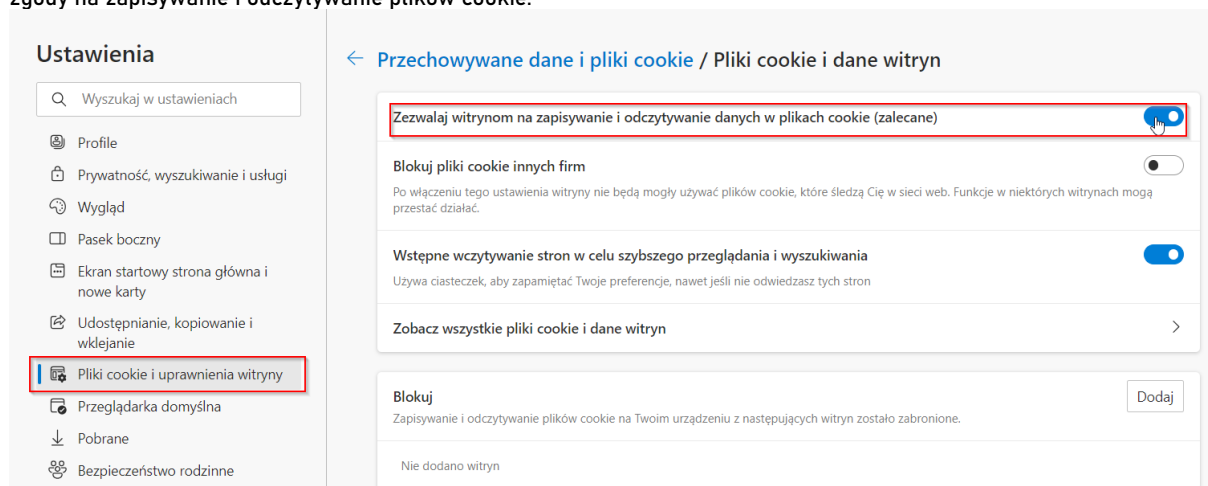 zgody na zapisywanie i odczytywanie plików cookie.
Ustawienia
Wyszukaj w ustawieniach
Profile
Prywatność, wyszukiwanie i usługi
Wygląd
Pasek boczny
Ekran startowy strona główna i
nowe karty
Udostępnianie, kopiowanie i
wklejanie
Pliki cookie i uprawnienia witryny
Przeglądarka domyślna
Pobrane
Bezpieczeństwo rodzinne
Przechowywane dane i pliki cookie / Pliki cookie i dane witryn
Zezwalaj witrynom na zapisywanie i odczytywanie danych w plikach cookie (zalecane)
Blokuj pliki cookie innych firm
Po włączeniu tego ustawienia witryny nie będą mogły używać plików cookie, które śledzą Cię w sieci web. Funkcje w niektórych witrynach mogą
przestać działać.
Wstępne wczytywanie stron w celu szybszego przeglądania i wyszukiwania
Używa ciasteczek, aby zapamiętać Twoje preferencje, nawet jeśli nie odwiedzasz tych stron
Zobacz wszystkie pliki cookie i dane witryn
Blokuj
Dodaj
Zapisywanie i odczytywanie plików cookie na Twoim urządzeniu z następujących witryn zostało zabronione.
Nie dodano witryn